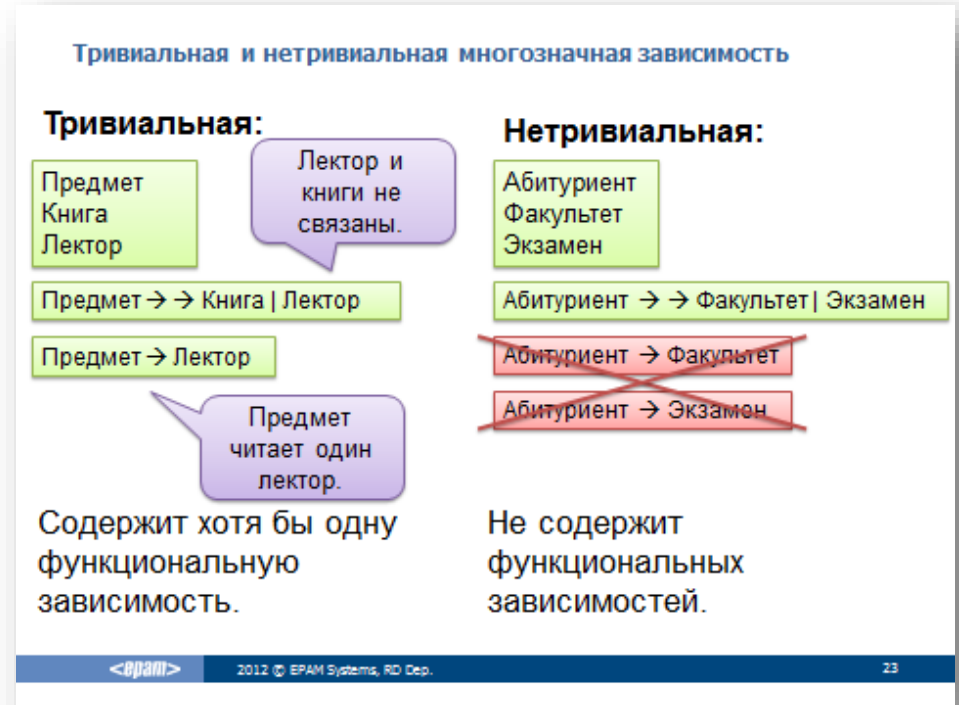 Тривиальная и нетривиальная многозначная зависимость
Тривиальная:
Предмет
Книга
Лектор
Лектор и
книги не
связаны.
Предмет → → Книга | Лектор
Предмет → Лектор
Предмет
читает один
лектор.
Содержит хотя бы одну
функциональную
зависимость.
Нетривиальная:
Абитуриент
Факультет
Экзамен
Абитуриент → → Факультет | Экзамен
Абитуриент → Факультет
Абитуриент → Экзамен
Не содержит
функциональных
зависимостей.
<epam>
2012 © EPAM Systems, RD Dep.
23